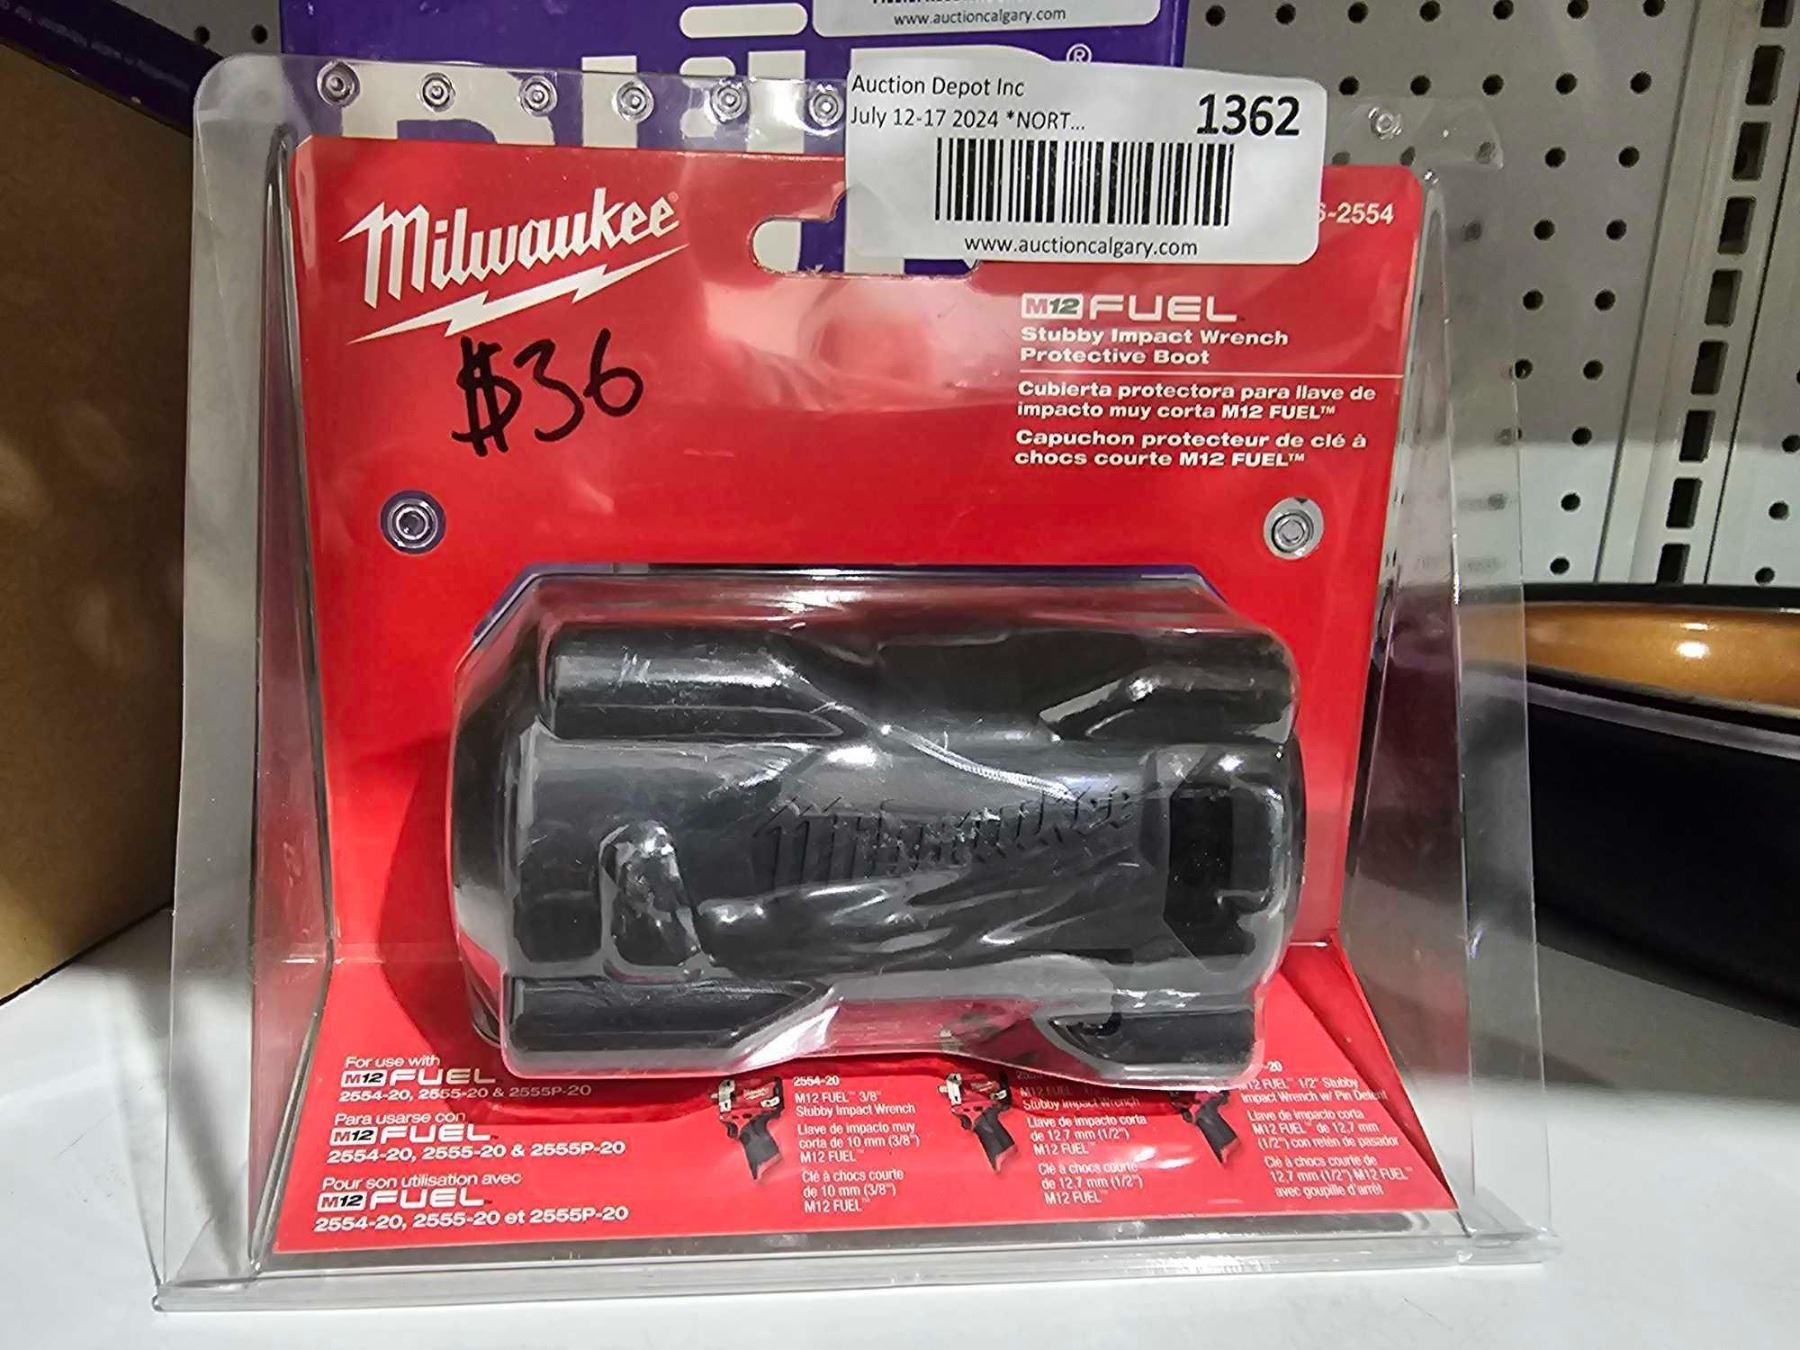 www.auctioncalgary.com
®
Auction Depot Inc
July 12-17 2024 *NORT...
1362
www.auctioncalgary.com
-2554
Milwaukee
$36
M12 FUEL™
Stubby Impact Wrench
Protective Boot
Cubierta protectora para llave de
impacto muy corta M12 FUEL™
Capuchon protecteur de clé à
chocs courte M12 FUEL™
Milwaukee
For use with
M12 FUEL™
2554-20, 2555-20 & 2555P-20
Para usarse con
M12 FUEL™
2554-20, 2555-20 & 2555P-20
Pour son utilisation avec
M12 FUEL™
2554-20, 2555-20 et 2555P-20
2554-20
M12 FUEL™ 3/8"
Stubby Impact Wrench
Llave de impacto muy
corta de 10 mm (3/8")
M12 FUEL™
Clé à chocs courte
de 10 mm (3/8")
M12 FUEL™
M12 FUEL™
Stubby Impact Wrench
Llave de impacto corta
de 12.7 mm (1/2")
M12 FUEL™
Clé à chocs courte
de 12.7 mm (1/2")
M12 FUEL™
-20
M12 FUEL™ 1/2" Stubby
Impact Wrench w/ Pin Detent
Llave de impacto corta
M12 FUEL™ de 12,7 mm
(1/2") con retén de pasador
Clé à chocs courte de
12,7 mm (1/2") M12 FUEL™
avec goupille d'arrêt